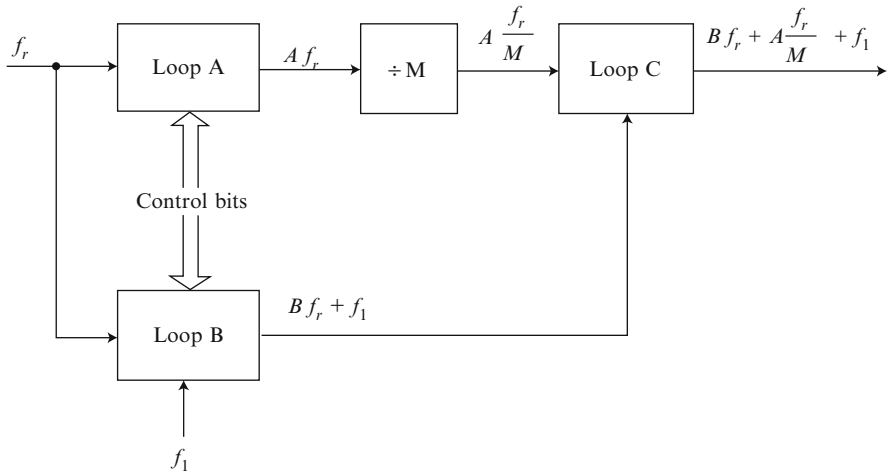 f_r
Loop A
A f_r
÷ M
A f_r/M
Loop C
B f_r + A f_r/M + f_1
Control bits
Loop B
B f_r + f_1
f_1